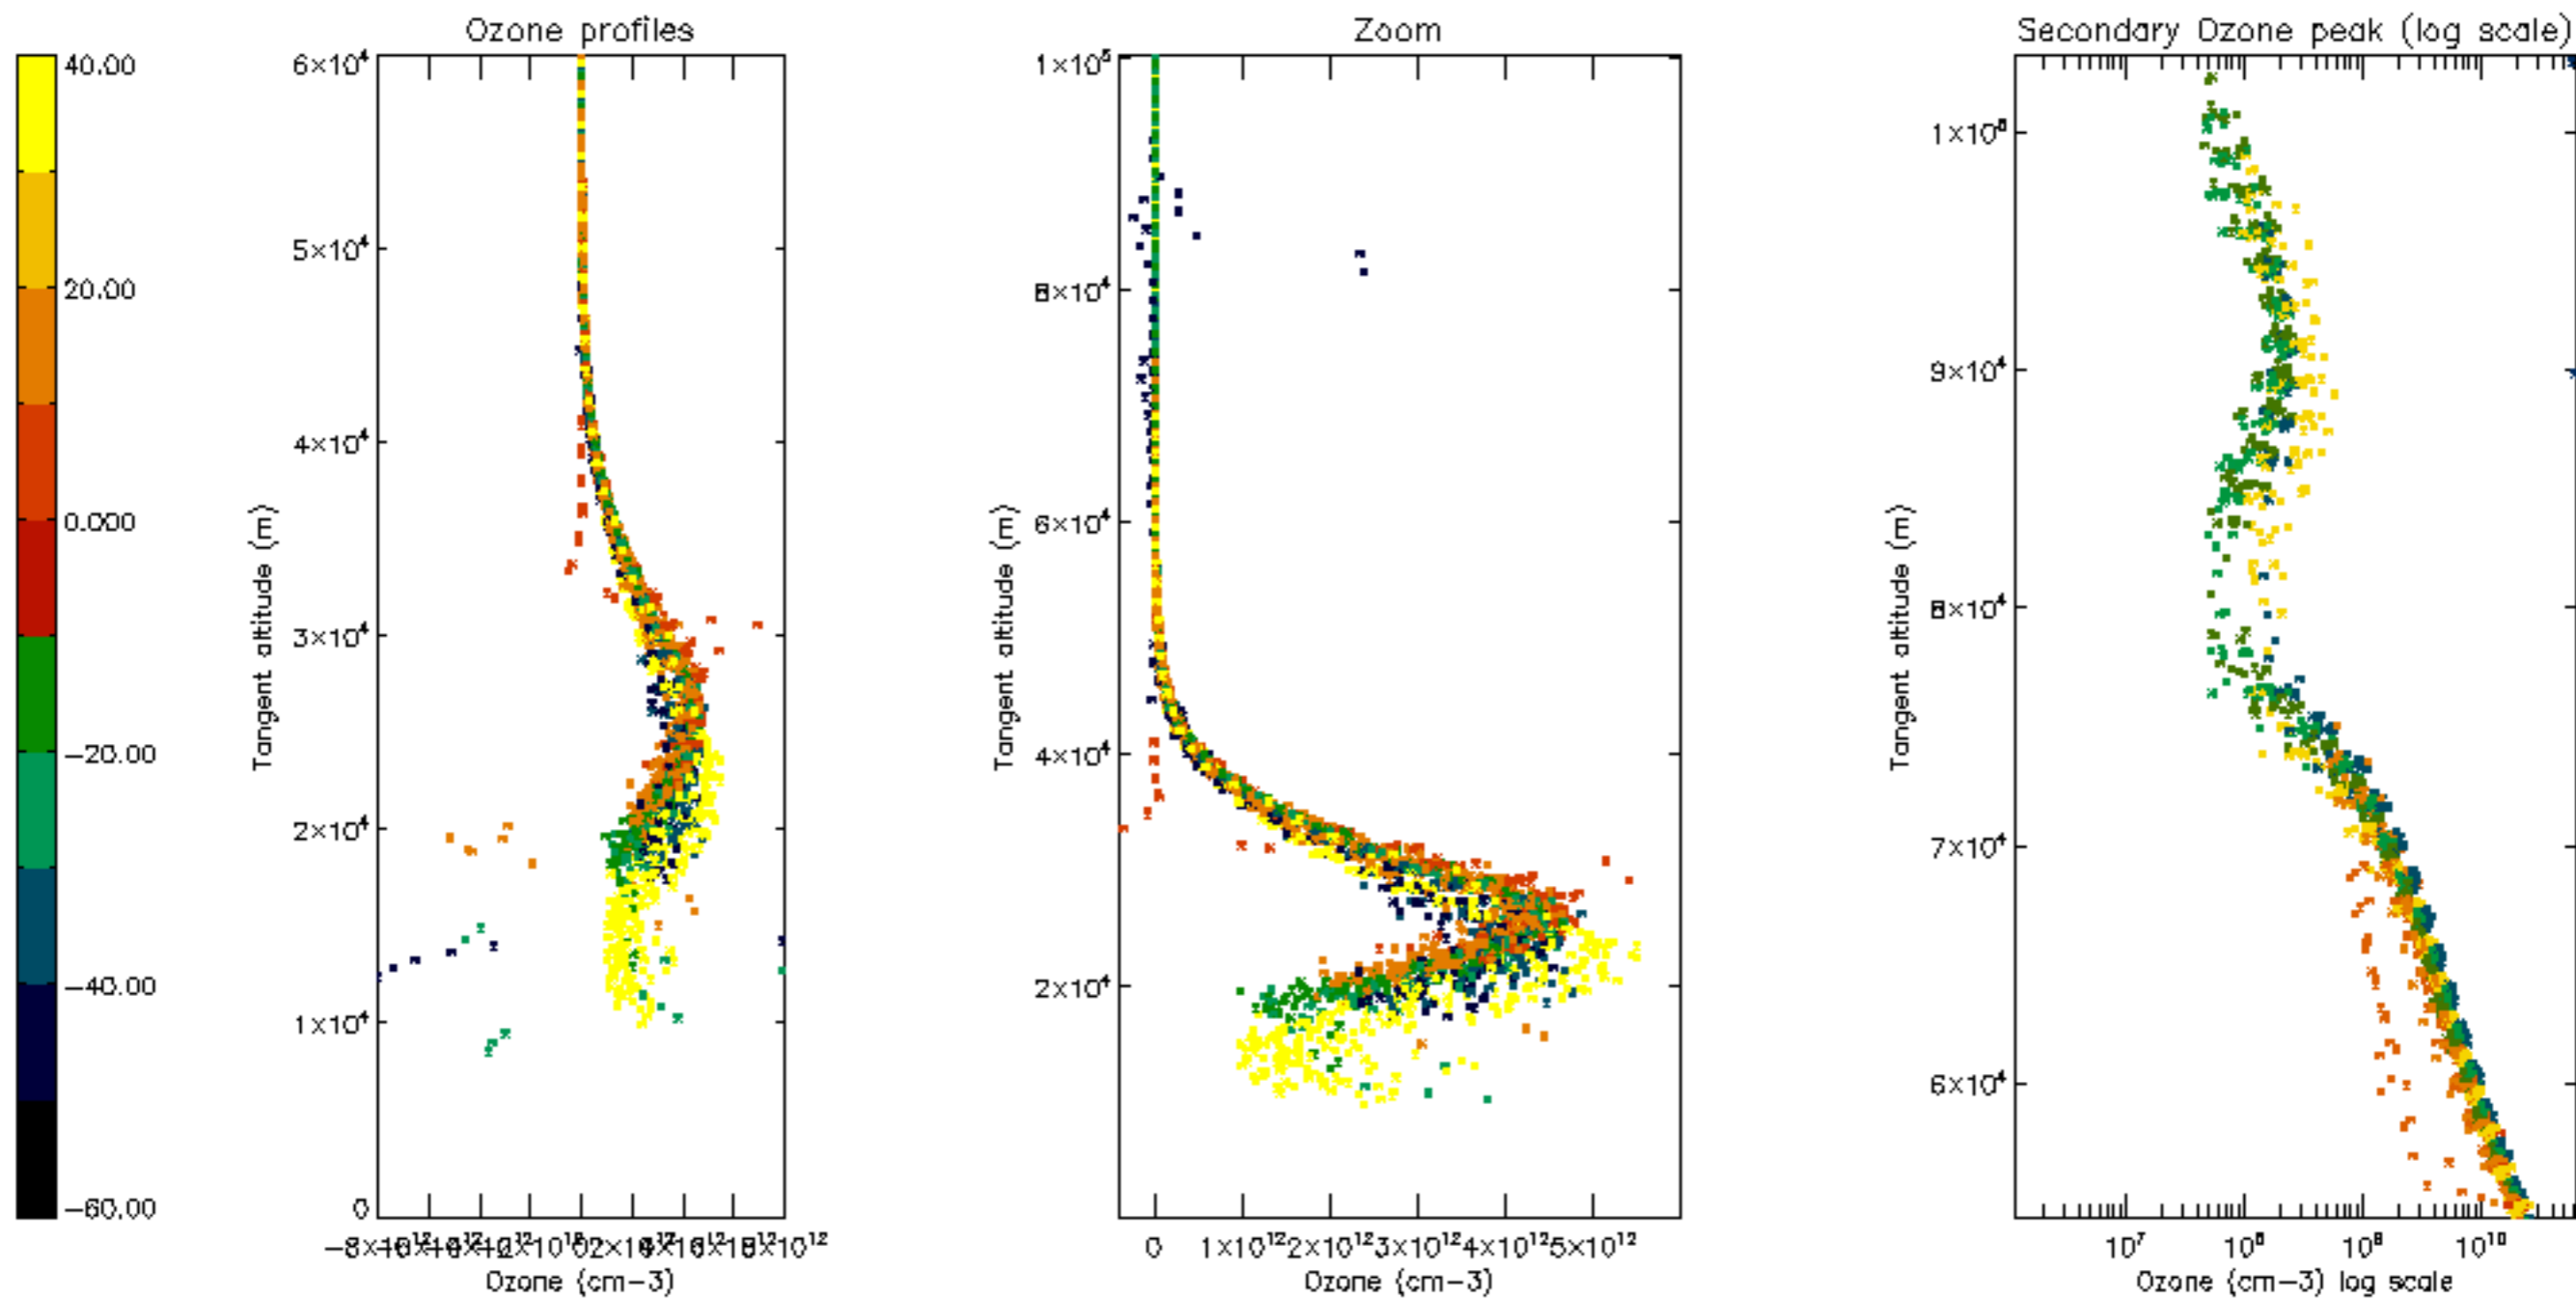 Ozone profiles
Zoom
Secondary Ozone peak (log scale)
40.00
20.00
0.000
-20.00
-40.00
-60.00
Tangent altitude (m)
6×10⁴
5×10⁴
4×10⁴
3×10⁴
2×10⁴
1×10⁴
0
Ozone (cm-3)
Tangent altitude (m)
1×10⁵
8×10⁴
6×10⁴
4×10⁴
2×10⁴
0 1×10¹² 2×10¹² 3×10¹² 4×10¹² 5×10¹²
Ozone (cm-3)
Tangent altitude (m)
1×10⁵
9×10⁴
8×10⁴
7×10⁴
6×10⁴
10⁷ 10⁸ 10⁹ 10¹⁰
Ozone (cm-3) log scale